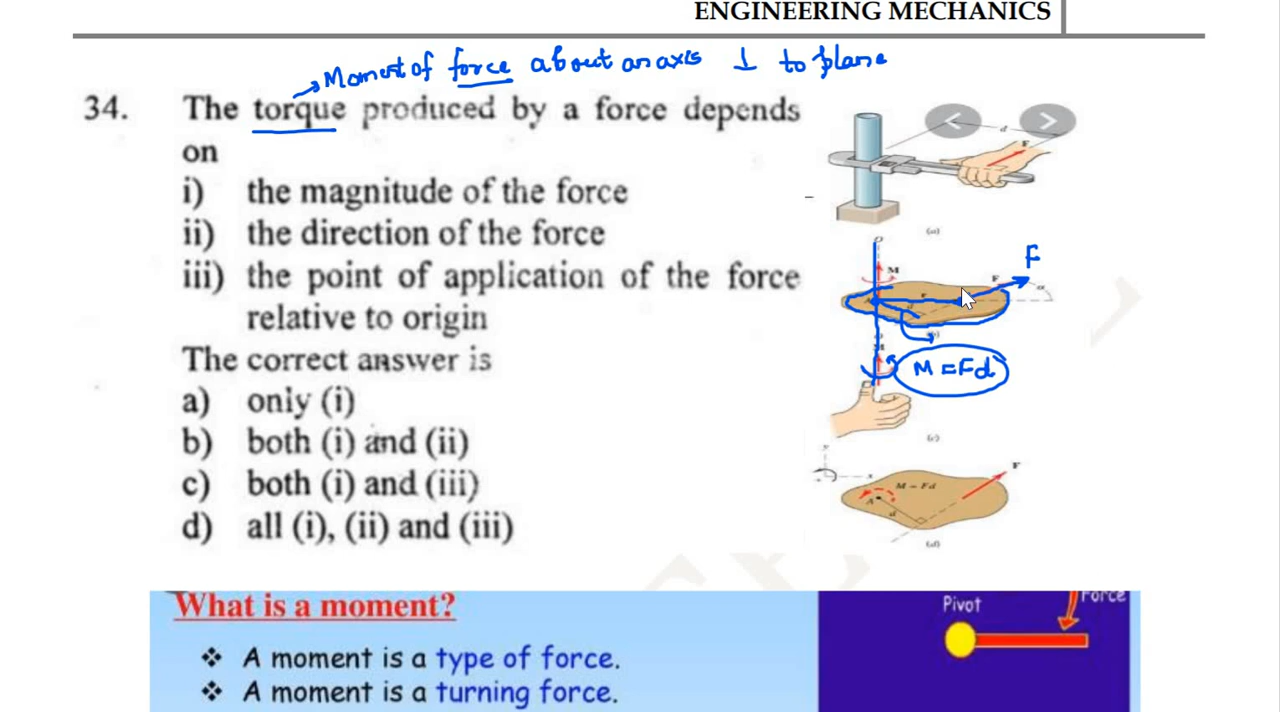 ENGINEERING MECHANICS
Moment of force about an axis ⊥ to plane
34. The torque produced by a force depends
on
i) the magnitude of the force
ii) the direction of the force
iii) the point of application of the force
relative to origin
The correct answer is
a) only (i)
b) both (i) and (ii)
c) both (i) and (iii)
d) all (i), (ii) and (iii)
d
F
(a)
O
M
F
F
r
α
M
M = Fd
(c)
y
x
F
M = Fd
A
d
(d)
What is a moment?
❖ A moment is a type of force.
❖ A moment is a turning force.
Pivot
Force